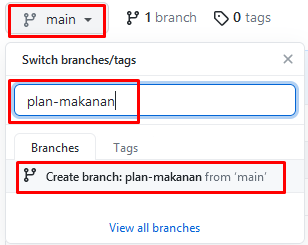 main 1 branch 0 tags
Switch branches/tags
plan-makanan
Branches Tags
Create branch: plan-makanan from 'main'
View all branches